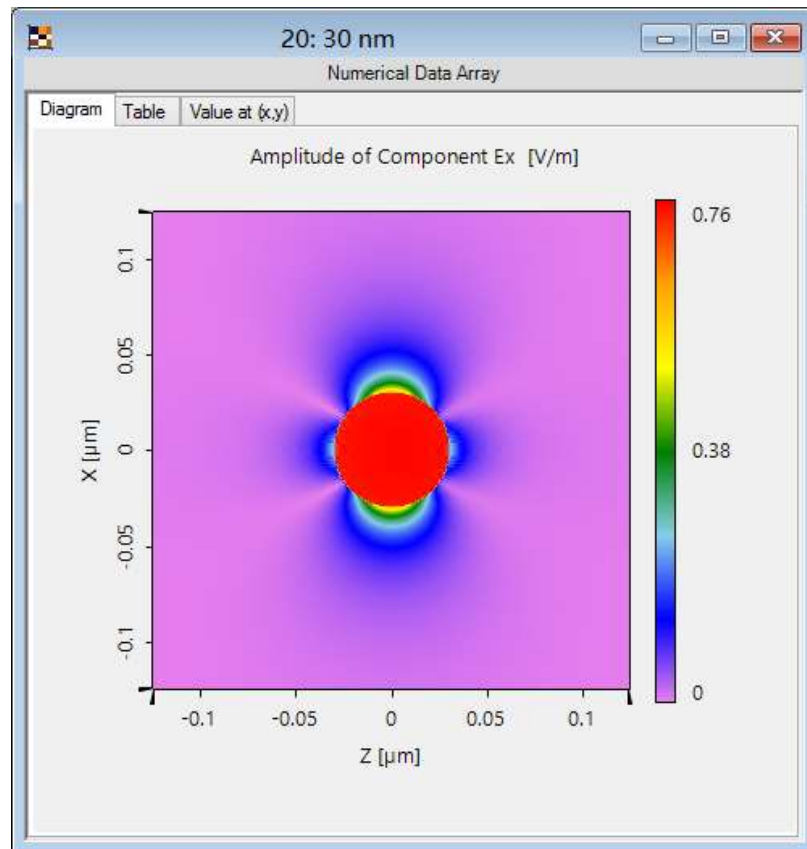 20: 30 nm
Numerical Data Array
Diagram Table Value at (x,y)
Amplitude of Component Ex [V/m]
0.76
0.38
0
0.1
0.05
0
-0.05
-0.1
X [µm]
-0.1 -0.05 0 0.05 0.1
Z [µm]